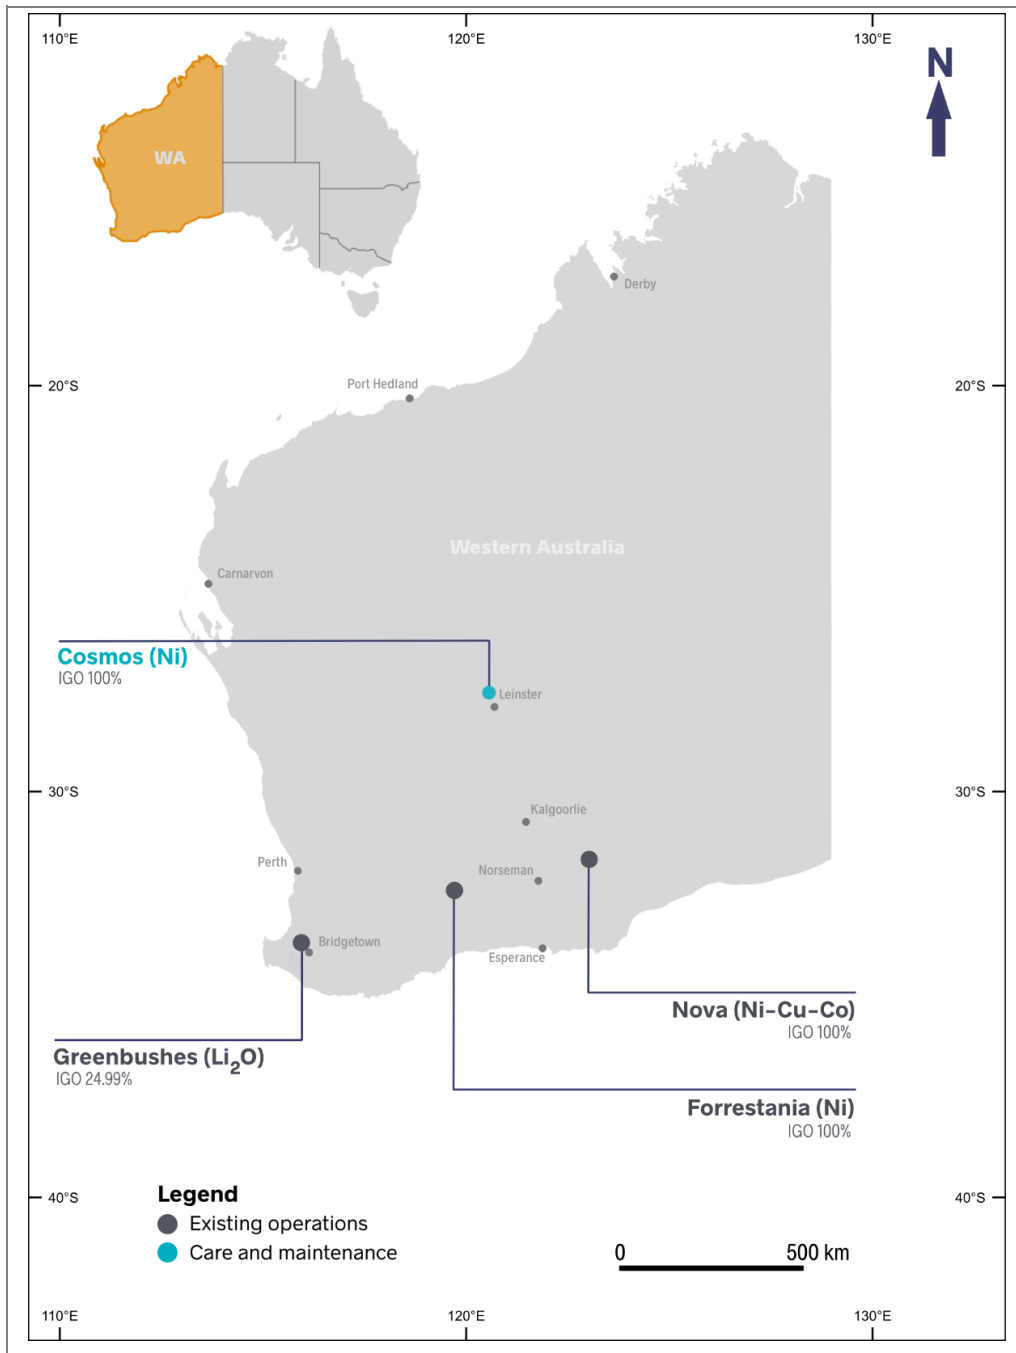 110°E
120°E
130°E
N
WA
Derby
20°S
20°S
Port Hedland
Western Australia
Carnarvon
Cosmos (Ni)
IGO 100%
Leinster
30°S
30°S
Kalgoorlie
Perth
Norseman
Bridgetown
Esperance
Nova (Ni-Cu-Co)
IGO 100%
Greenbushes (Li₂O)
IGO 24.99%
Forrestania (Ni)
IGO 100%
40°S
40°S
Legend
Existing operations
Care and maintenance
0 500 km
110°E
120°E
130°E